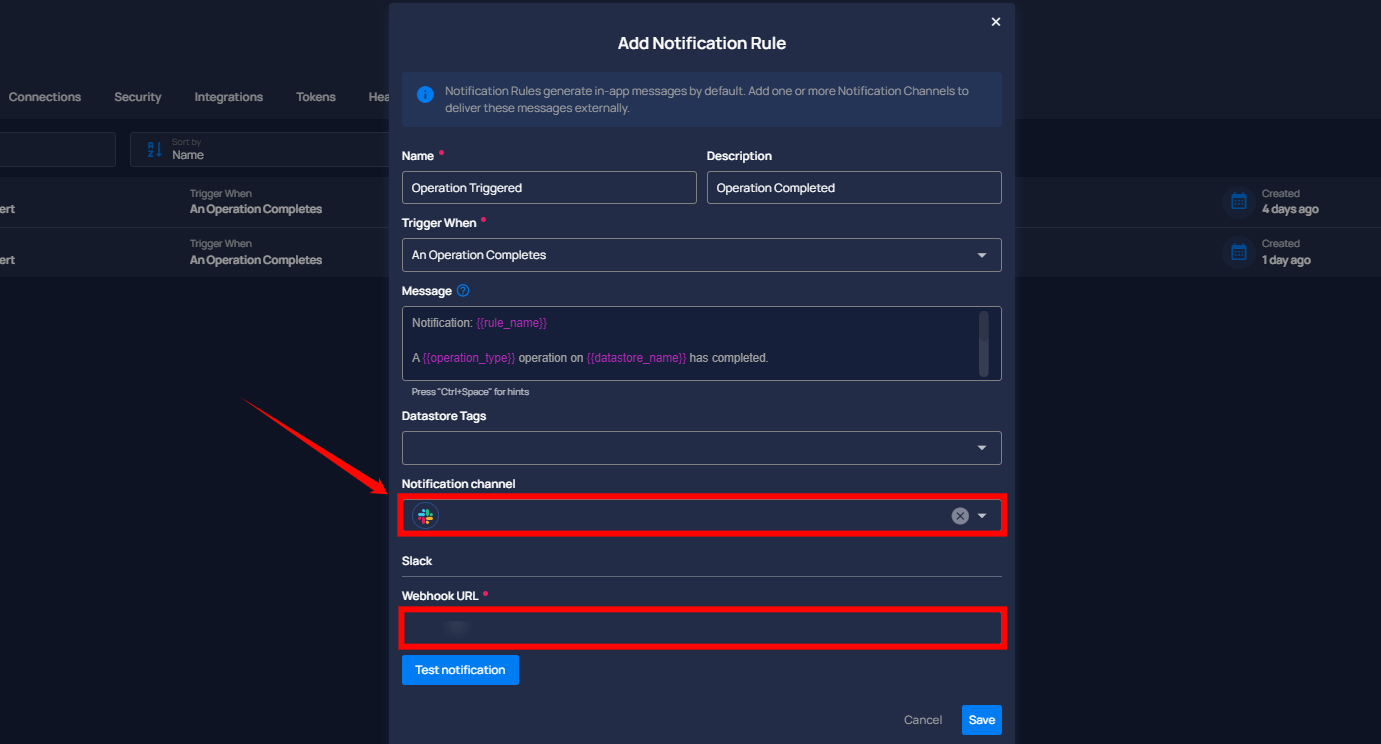 Add Notification Rule
Notification Rules generate in-app messages by default. Add one or more Notification Channels to
deliver these messages externally.
Connections
Security
Integrations
Tokens
Sort by
Name
Trigger When
An Operation Completes
Trigger When
An Operation Completes
Name *
Operation Triggered
Description
Operation Completed
Trigger When *
An Operation Completes
Message
Notification: {{rule_name}}
A {{operation_type}} operation on {{datastore_name}} has completed.
Press "Ctrl+Space" for hints
Datastore Tags
Notification channel
Slack
Webhook URL *
Test notification
Cancel
Save
Created
4 days ago
Created
1 day ago